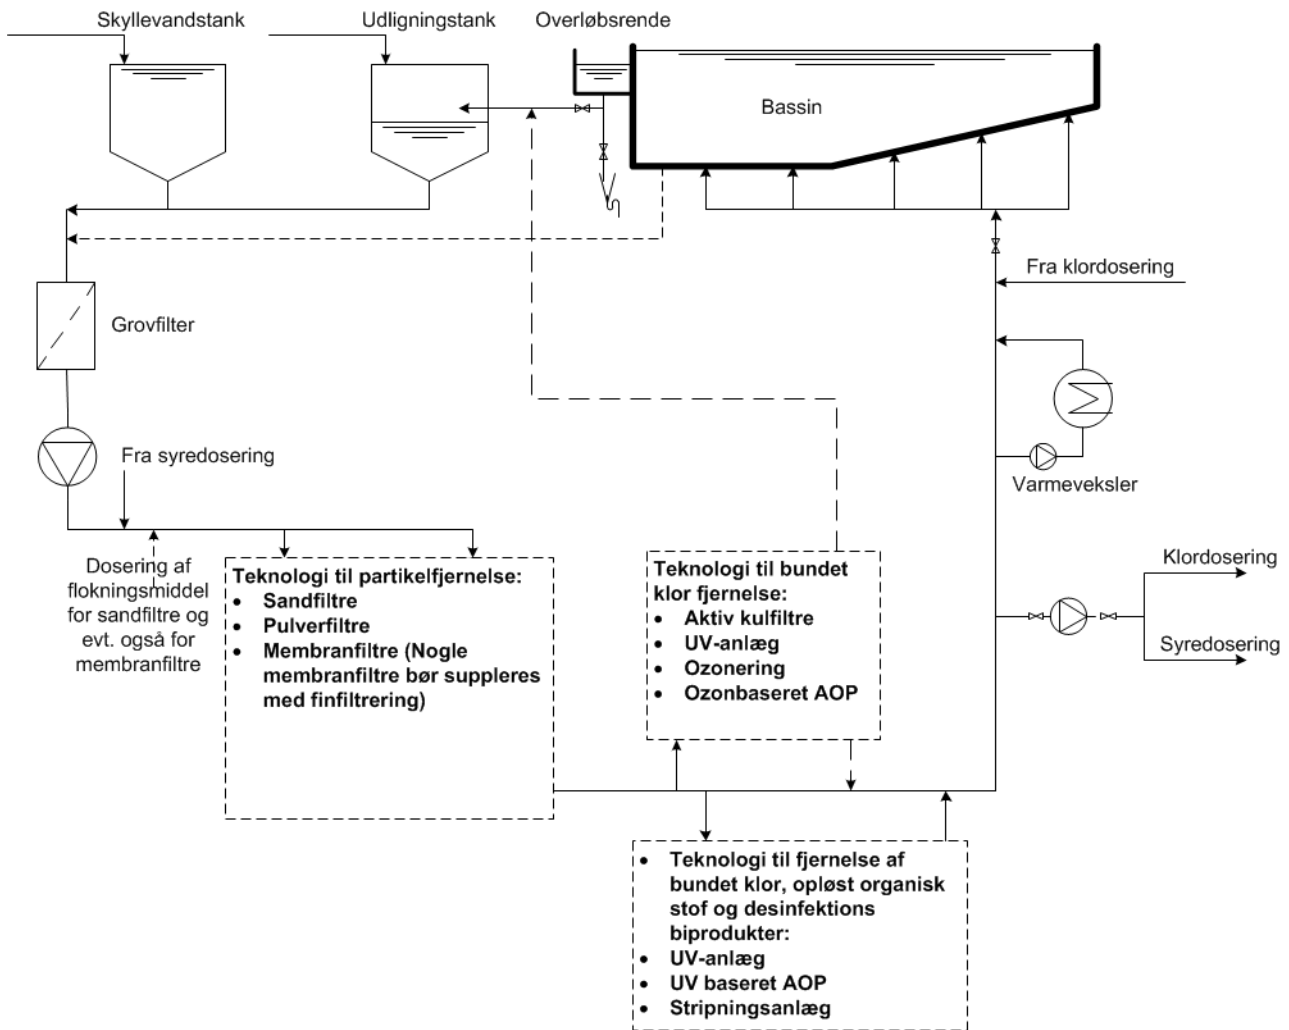 Skyllevandstank
Udligningstank
Overløbsrende
Bassin
Fra klordosering
Grovfilter
Fra syredosering
Varmeveksler
Dosering af
flokningsmiddel
for sandfiltre og
evt. også for
membranfiltre
Teknologi til partikelfjernelse:
• Sandfiltre
• Pulverfiltre
• Membranfiltre (Nogle
membranfiltre bør suppleres
med finfiltrering)
Teknologi til bundet
klor fjernelse:
• Aktiv kulfiltre
• UV-anlæg
• Ozonering
• Ozonbaseret AOP
Klordosering
Syredosering
• Teknologi til fjernelse af
bundet klor, opløst organisk
stof og desinfektions
biprodukter:
• UV-anlæg
• UV baseret AOP
• Stripningsanlæg